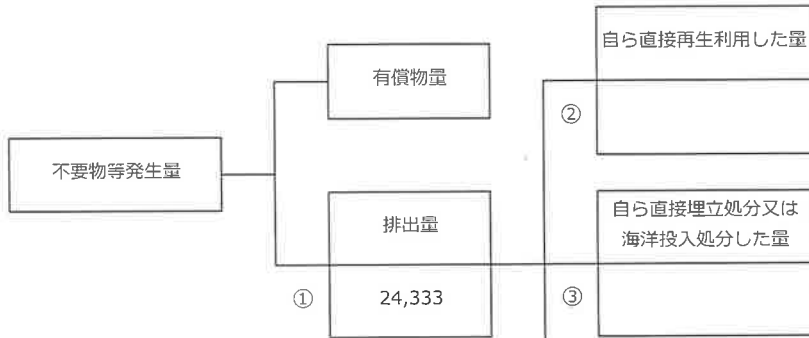 自ら直接再生利用した量
有償物量
②
不要物等発生量
排出量
自ら直接埋立処分又は
海洋投入処分した量
①
24,333
③